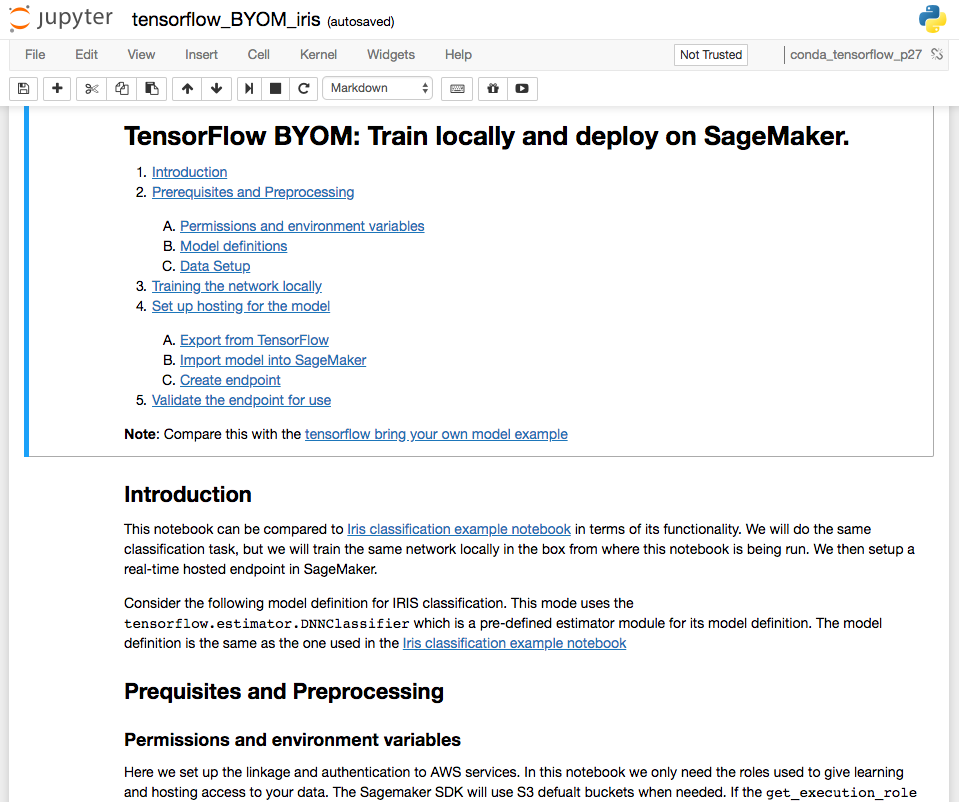 jupyter tensorflow_BYOM_iris (autosaved)
File Edit View Insert Cell Kernel Widgets Help Not Trusted conda_tensorflow_p27
Markdown
TensorFlow BYOM: Train locally and deploy on SageMaker.
1. Introduction
2. Prerequisites and Preprocessing
A. Permissions and environment variables
B. Model definitions
C. Data Setup
3. Training the network locally
4. Set up hosting for the model
A. Export from TensorFlow
B. Import model into SageMaker
C. Create endpoint
5. Validate the endpoint for use
Note: Compare this with the tensorflow bring your own model example
Introduction
This notebook can be compared to Iris classification example notebook in terms of its functionality. We will do the same
classification task, but we will train the same network locally in the box from where this notebook is being run. We then setup a
real-time hosted endpoint in SageMaker.
Consider the following model definition for IRIS classification. This mode uses the
tensorflow.estimator.DNNClassifier which is a pre-defined estimator module for its model definition. The model
definition is the same as the one used in the Iris classification example notebook
Prequisites and Preprocessing
Permissions and environment variables
Here we set up the linkage and authentication to AWS services. In this notebook we only need the roles used to give learning
and hosting access to your data. The Sagemaker SDK will use S3 defualt buckets when needed. If the get_execution_role